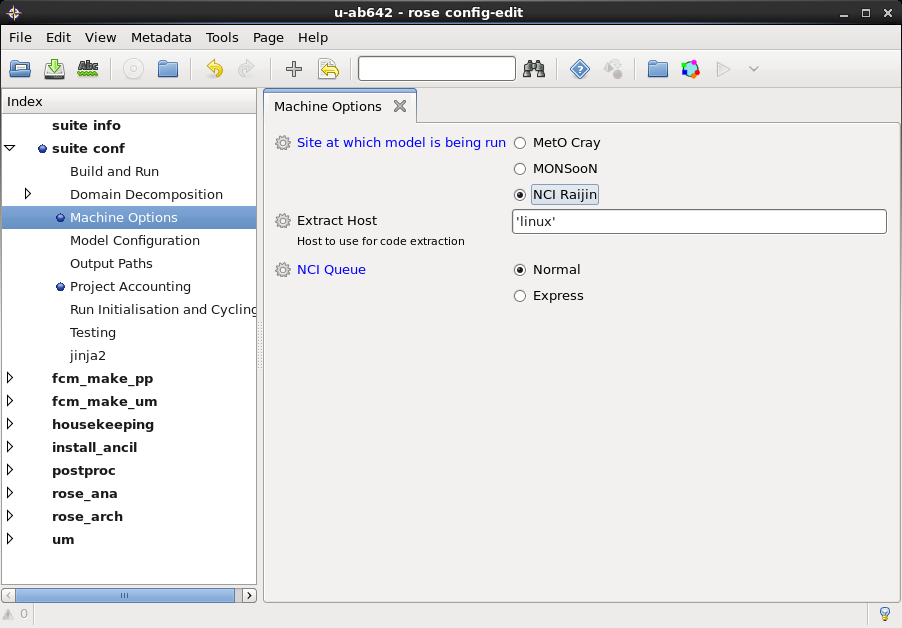 u-ab642 - rose config-edit
File Edit View Metadata Tools Page Help
Abc
Index
suite info
suite conf
Build and Run
Domain Decomposition
Machine Options
Model Configuration
Output Paths
Project Accounting
Run Initialisation and Cycling
Testing
jinja2
fcm_make_pp
fcm_make_um
housekeeping
install_ancil
postproc
rose_ana
rose_arch
um
0
Machine Options
Site at which model is being run
MetO Cray
MONSooN
NCI Raijin
Extract Host
'linux'
Host to use for code extraction
NCI Queue
Normal
Express